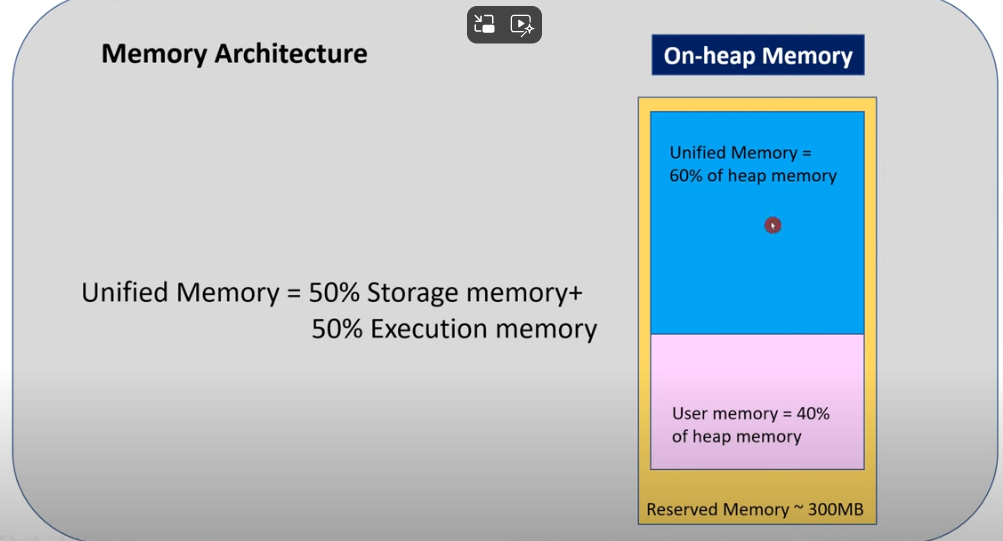 Memory Architecture
On-heap Memory
Unified Memory =
60% of heap memory
Unified Memory = 50% Storage memory+
50% Execution memory
User memory = 40%
of heap memory
Reserved Memory ~ 300MB